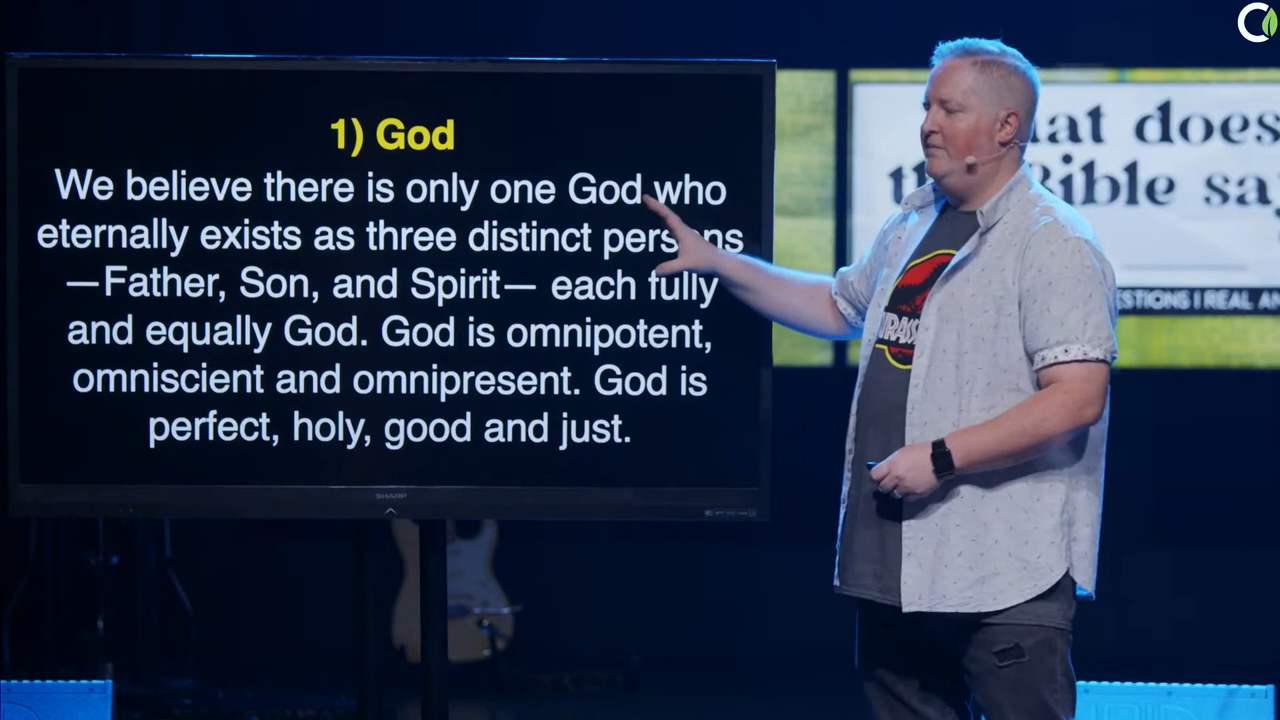 1) God
We believe there is only one God who
eternally exists as three distinct persons
—Father, Son, and Spirit— each fully
and equally God. God is omnipotent,
omniscient and omnipresent. God is
perfect, holy, good and just.
SHARP
does
Bible